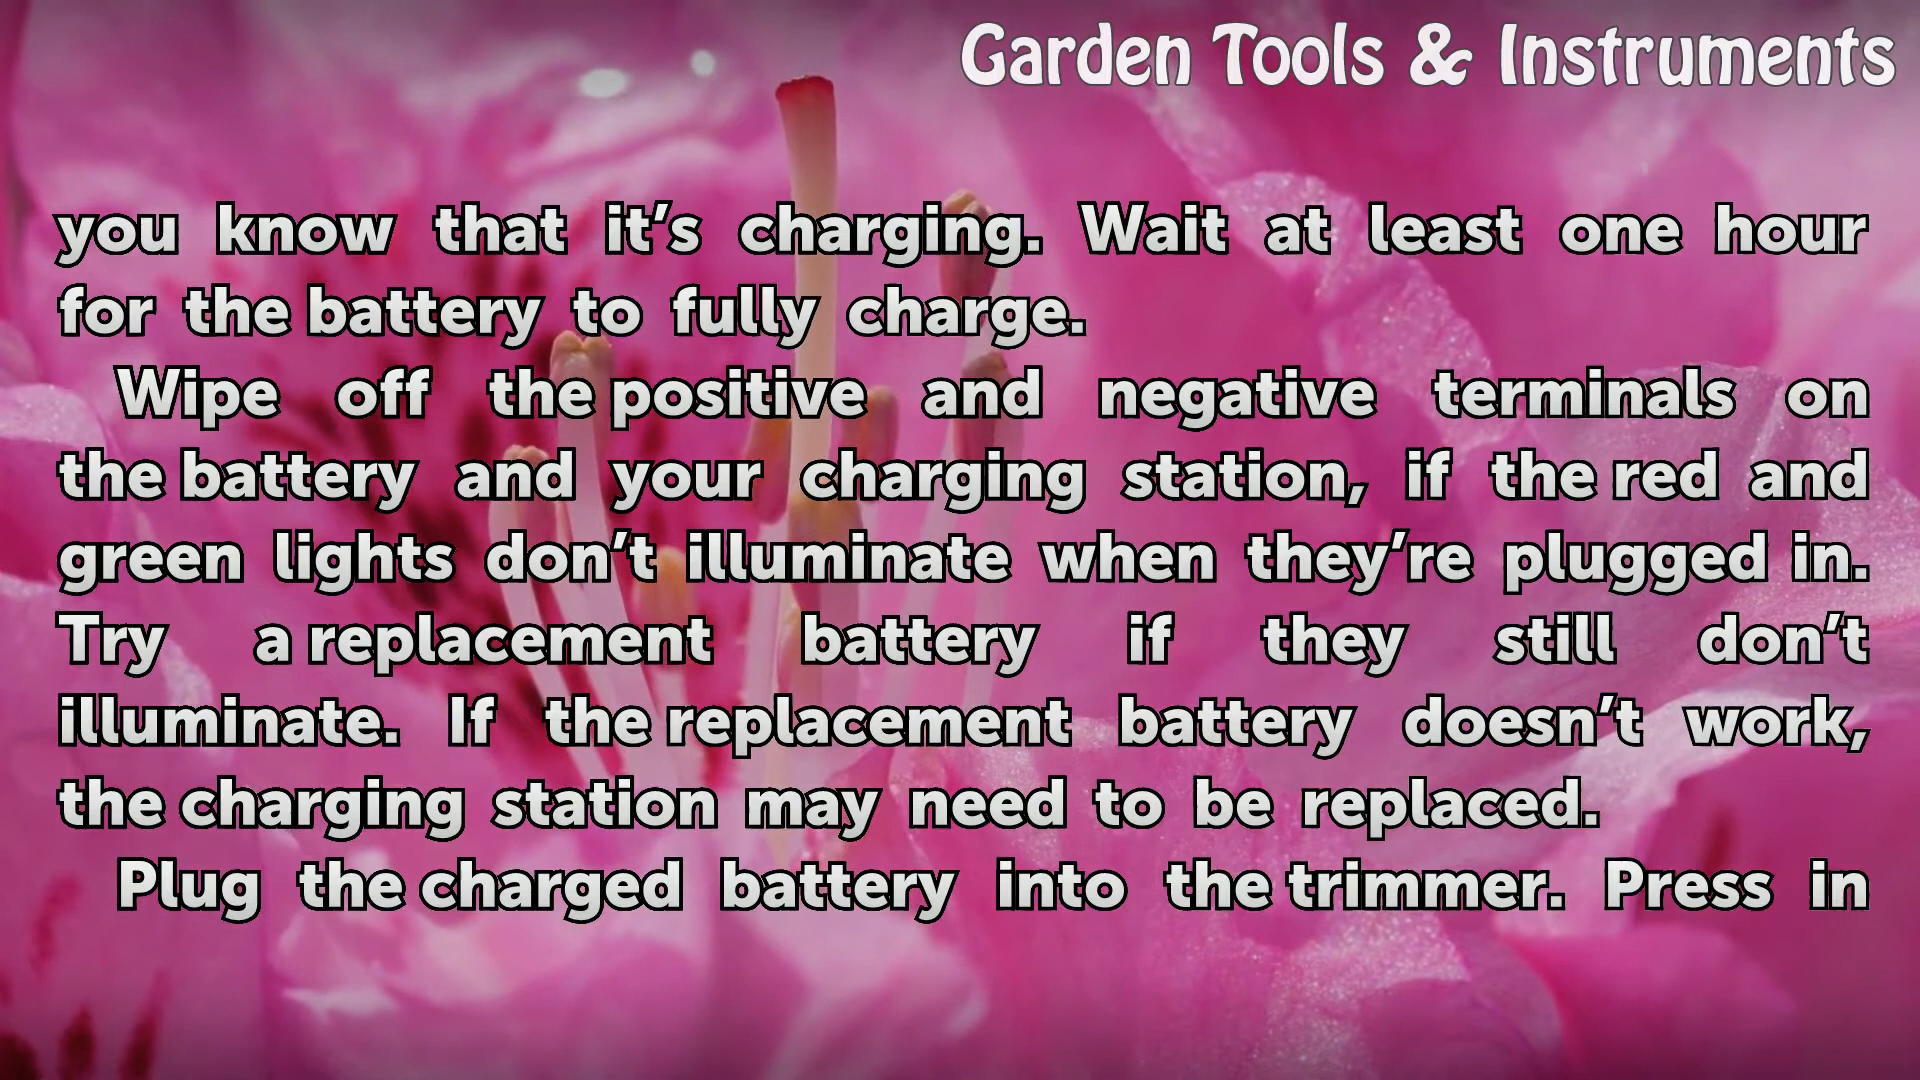 Garden Tools & Instruments
you know that it’s charging. Wait at least one hour
for the battery to fully charge.
Wipe off the positive and negative terminals on
the battery and your charging station, if the red and
green lights don’t illuminate when they’re plugged in.
Try a replacement battery if they still don’t
illuminate. If the replacement battery doesn’t work,
the charging station may need to be replaced.
Plug the charged battery into the trimmer. Press in